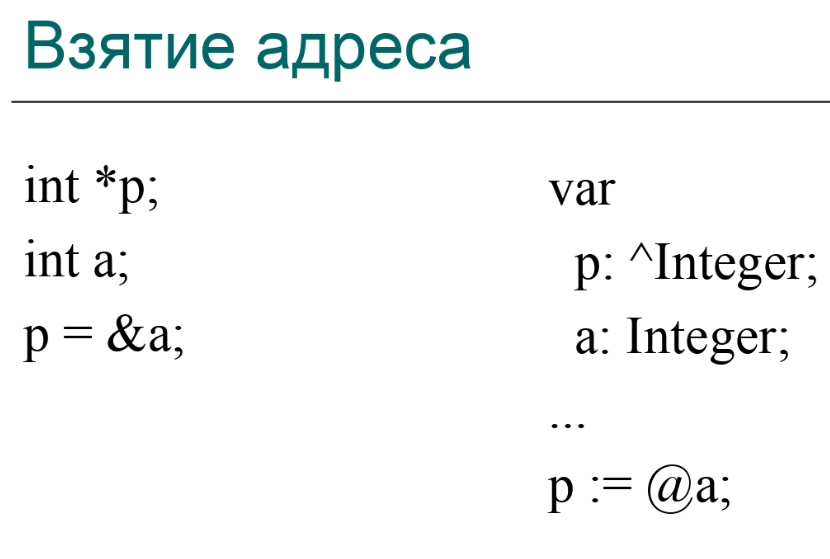 Взятие адреса
int *p;
int a;
p = &a;
var
p: ^Integer;
a: Integer;
...
p := @a;